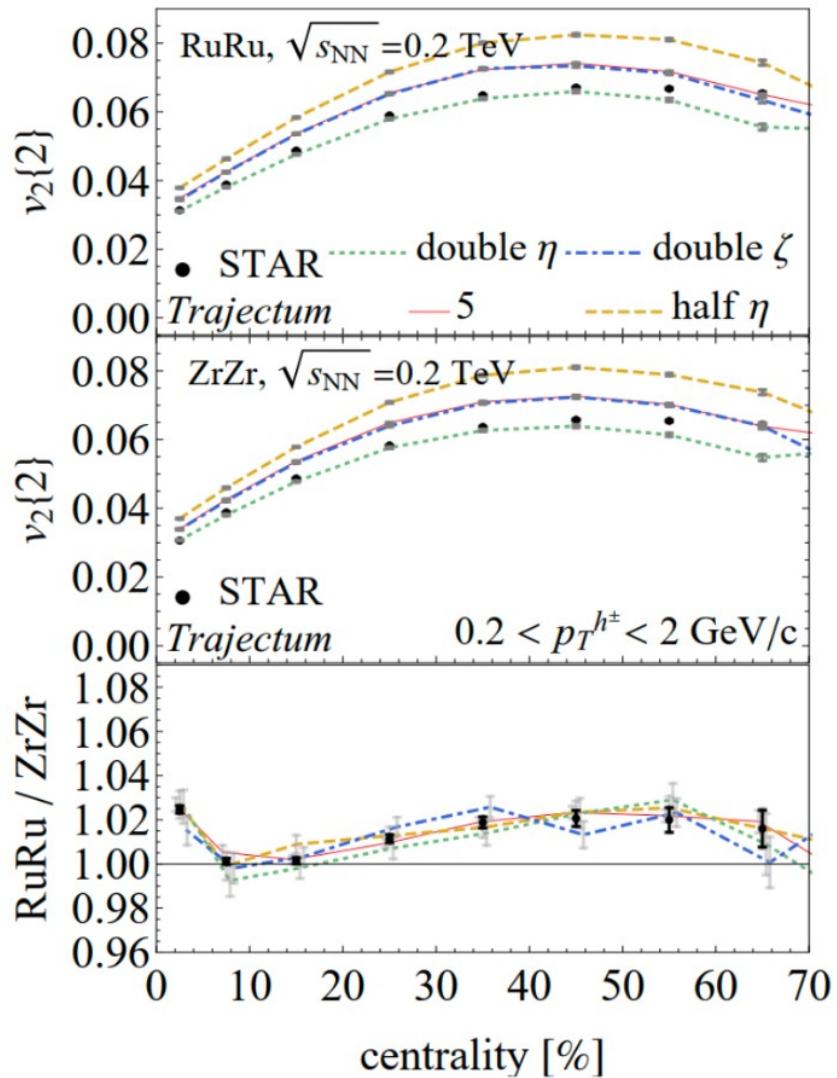 RuRu, √sNN =0.2 TeV
0.08
0.06
0.04
0.02
0.00
v2{2}
STAR
double η
double ζ
Trajectum
5
half η
ZrZr, √sNN =0.2 TeV
0.08
0.06
0.04
0.02
0.00
v2{2}
STAR
Trajectum
0.2 < pT h± < 2 GeV/c
1.08
1.06
1.04
1.02
1.00
0.98
0.96
RuRu / ZrZr
0 10 20 30 40 50 60 70
centrality [%]